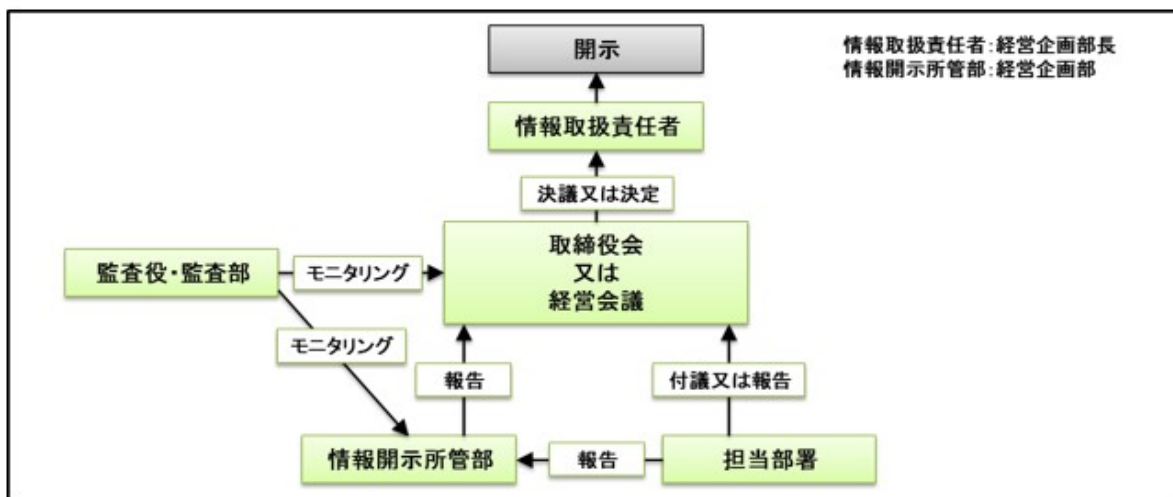 開示
情報取扱責任者:経営企画部長
情報開示所管部:経営企画部
情報取扱責任者
決議又は決定
取締役会
又は
経営会議
監査役・監査部
モニタリング
モニタリング
報告
付議又は報告
情報開示所管部
報告
担当部署